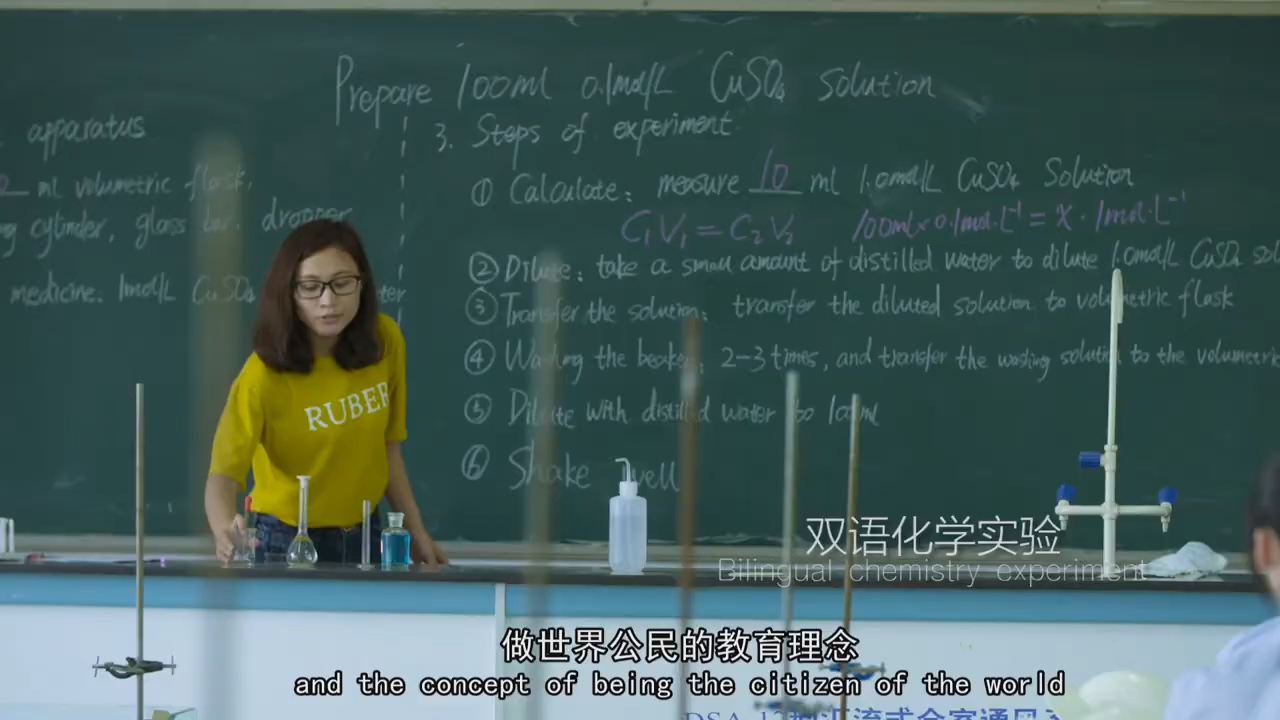 Prepare 100ml 0.1mol/L CuSO₄ solution
apparatus
ml volumetric flask,
cylinder, glass bar, dropper
medicine: 1mol/L CuSO₄
3. Steps of experiment
① Calculate: measure 10 ml 1.0mol/L CuSO₄ Solution
C₁V₁=C₂V₂ 100ml×0.1mol·L⁻¹=X·1mol·L⁻¹
② Dilute: take a small amount of distilled water to dilute 1.0mol/L CuSO₄
③ Transfer the solution: transfer the diluted solution to volumetric flask
④ Washing the beaker: 2-3 times, and transfer the washing solution to the volumetric
⑤ Dilute with distilled water to 100ml
⑥ Shake well
RUBER
双语化学实验
Bilingual chemistry experiment
做世界公民的教育理念
and the concept of being the citizen of the world